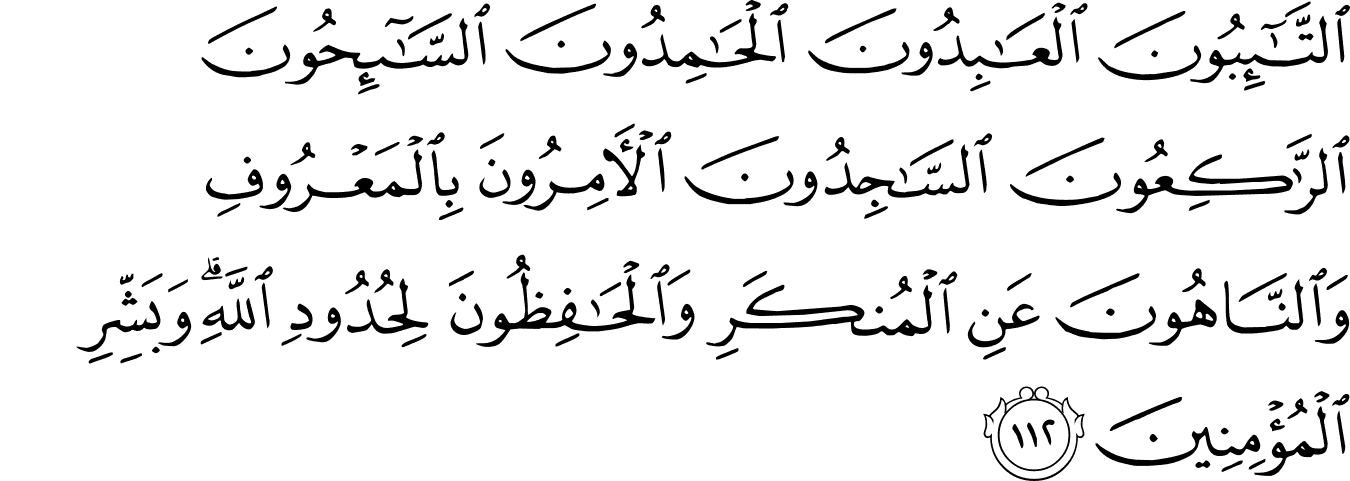 ٱلتَّـٰٓئِبُونَ ٱلْعَـٰبِدُونَ ٱلْحَـٰمِدُونَ ٱلسَّـٰٓئِحُونَ
ٱلرَّٰكِعُونَ ٱلسَّـٰجِدُونَ ٱلْأَمِرُونَ بِٱلْمَعْرُوفِ
وَٱلنَّاهُونَ عَنِ ٱلْمُنكَرِ وَٱلْحَـٰفِظُونَ لِحُدُودِ ٱللَّهِ ۗ وَبَشِّرِ
ٱلْمُؤْمِنِينَ ١١٢